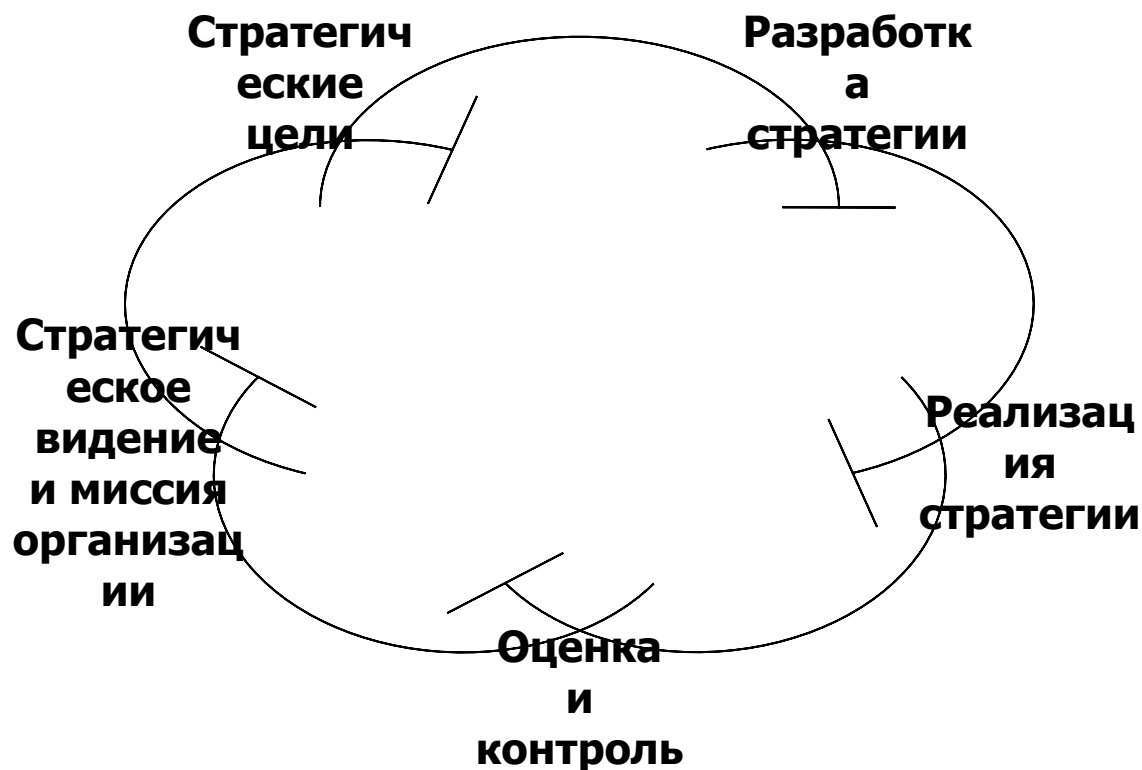 Стратегич
еские
цели
Разработк
а
стратегии
Стратегич
еское
видение
и миссия
организац
ии
Реализац
ия
стратегии
Оценка
и
контроль